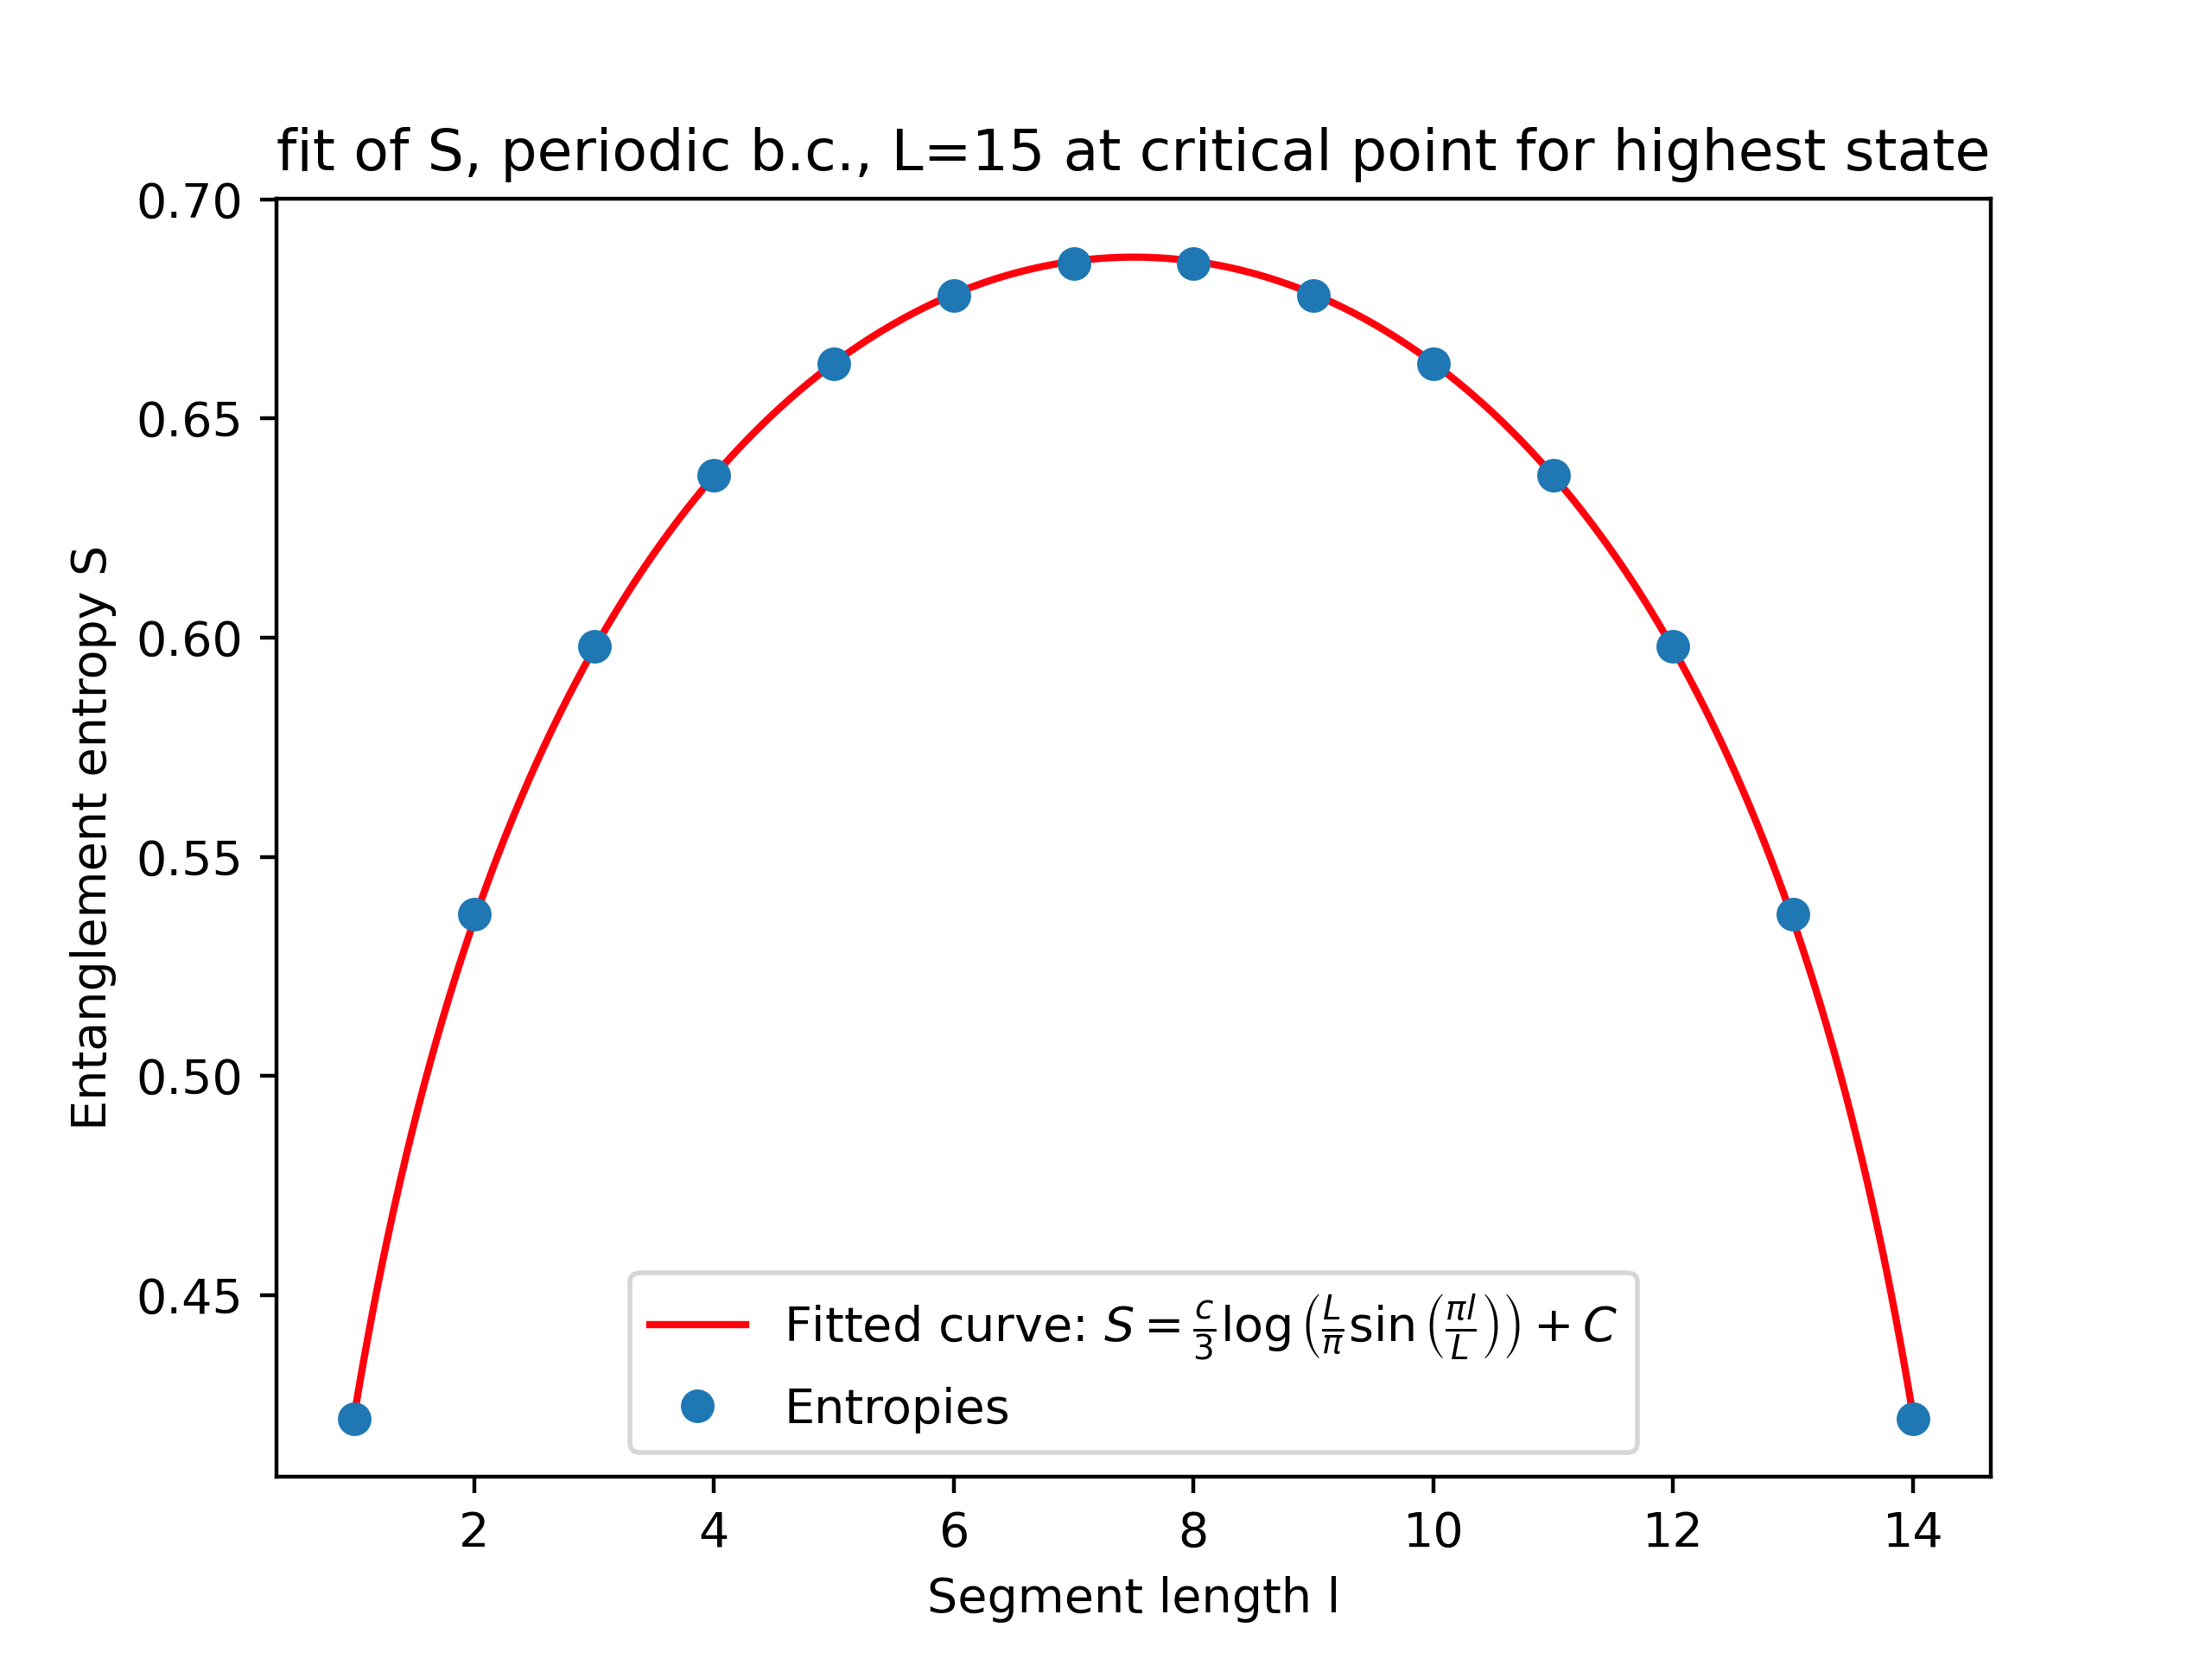 fit of S, periodic b.c., L=15 at critical point for highest state
0.70
0.65
0.60
0.55
0.50
0.45
Entanglement entropy S
Fitted curve: $S = \frac{c}{3}\log\left(\frac{L}{\pi}\sin\left(\frac{\pi l}{L}\right)\right) + C$
Entropies
2 4 6 8 10 12 14
Segment length l